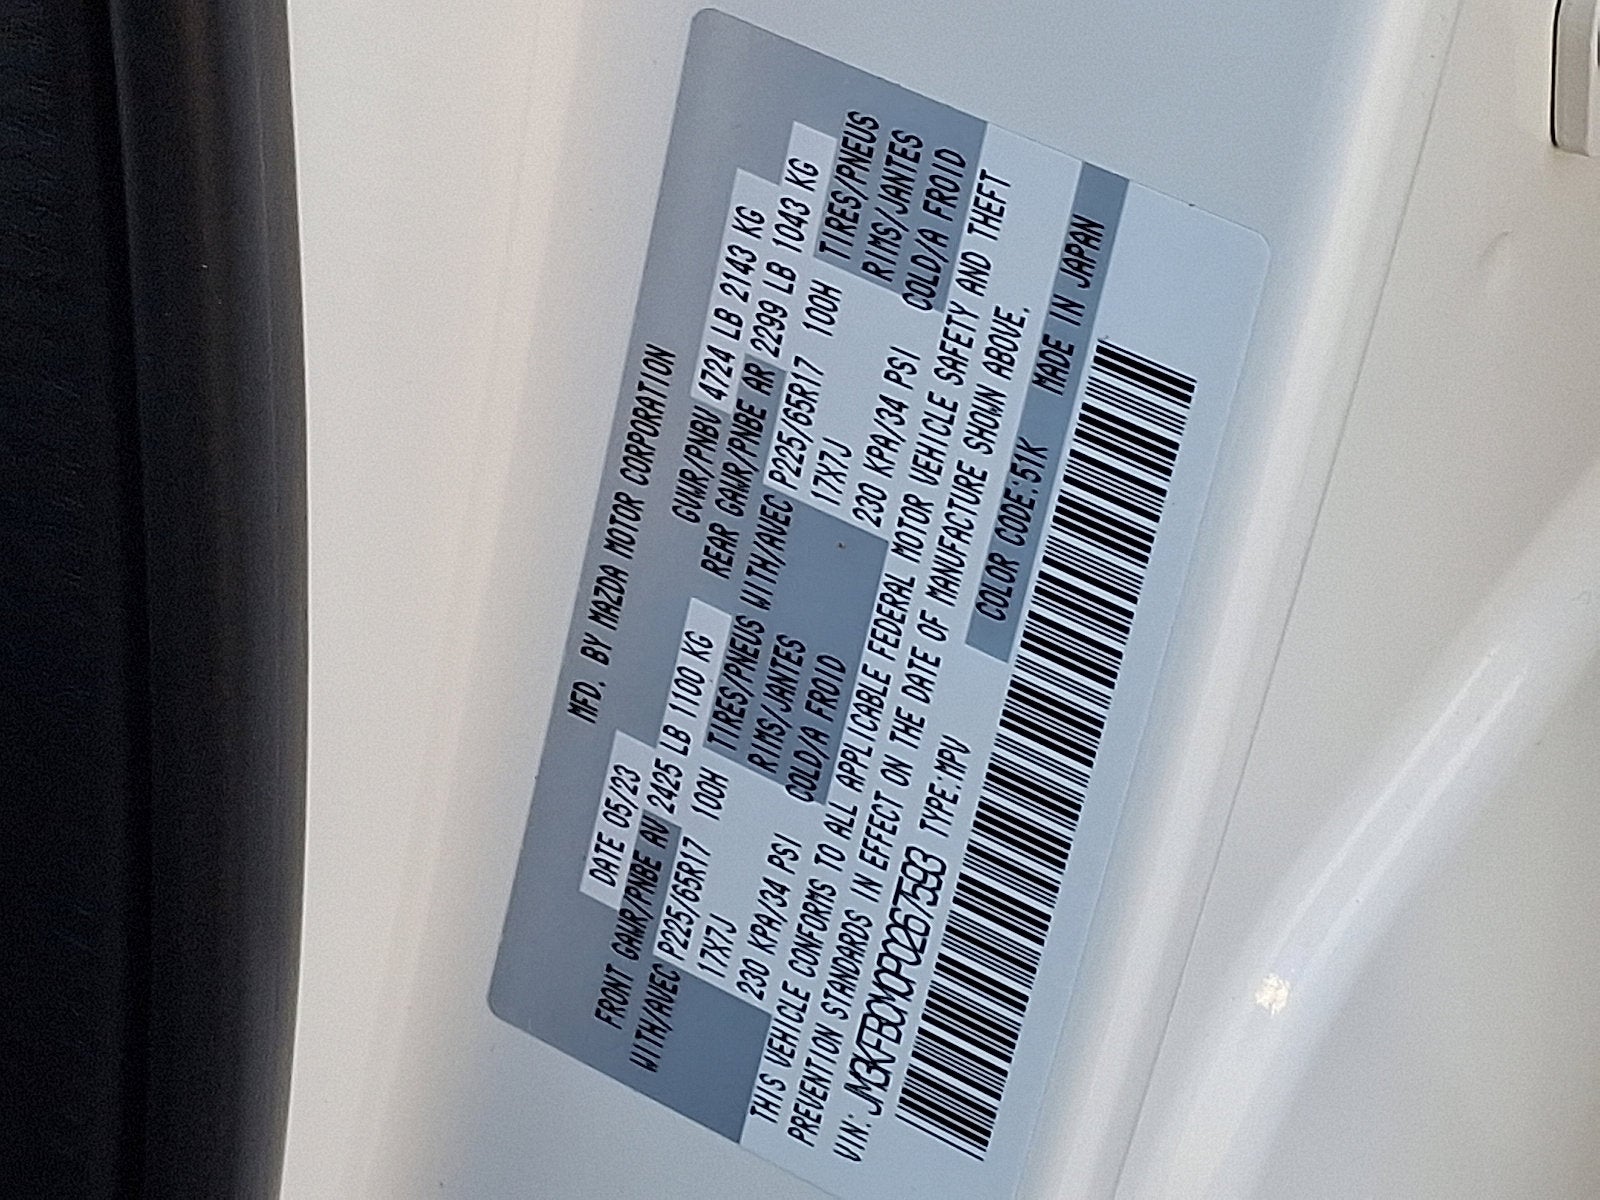 MFD. BY MAZDA MOTOR CORPORATION
DATE 05/23 GVWR/PNBV 4724 LB 2143 KG
FRONT GAWR/PNBE AV 2425 LB 1100 KG REAR GAWR/PNBE AR 2299 LB 1043 KG
WITH/AVEC P225/65R17 100H TIRES/PNEUS WITH/AVEC P225/65R17 100H TIRES/PNEUS
17X7J RIMS/JANTES 17X7J RIMS/JANTES
230 KPA/34 PSI COLD/A FROID 230 KPA/34 PSI COLD/A FROID
THIS VEHICLE CONFORMS TO ALL APPLICABLE FEDERAL MOTOR VEHICLE SAFETY AND THEFT
PREVENTION STANDARDS IN EFFECT ON THE DATE OF MANUFACTURE SHOWN ABOVE.
VIN: JM3KFBCM0P0267593 TYPE:MPV COLOR CODE:51K MADE IN JAPAN